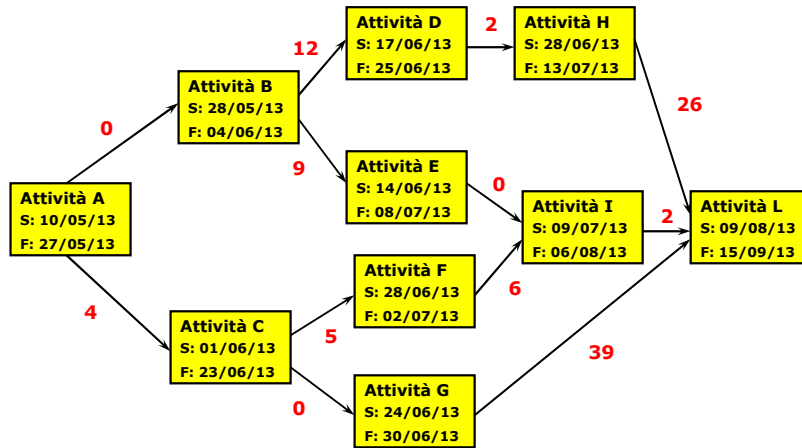 Attività D
S: 17/06/13
F: 25/06/13
2
Attività H
S: 28/06/13
F: 13/07/13
12
Attività B
S: 28/05/13
F: 04/06/13
26
0
9
Attività E
S: 14/06/13
F: 08/07/13
0
Attività A
S: 10/05/13
F: 27/05/13
Attività I
S: 09/07/13
F: 06/08/13
2
Attività L
S: 09/08/13
F: 15/09/13
4
Attività F
S: 28/06/13
F: 02/07/13
6
Attività C
S: 01/06/13
F: 23/06/13
5
39
0
Attività G
S: 24/06/13
F: 30/06/13